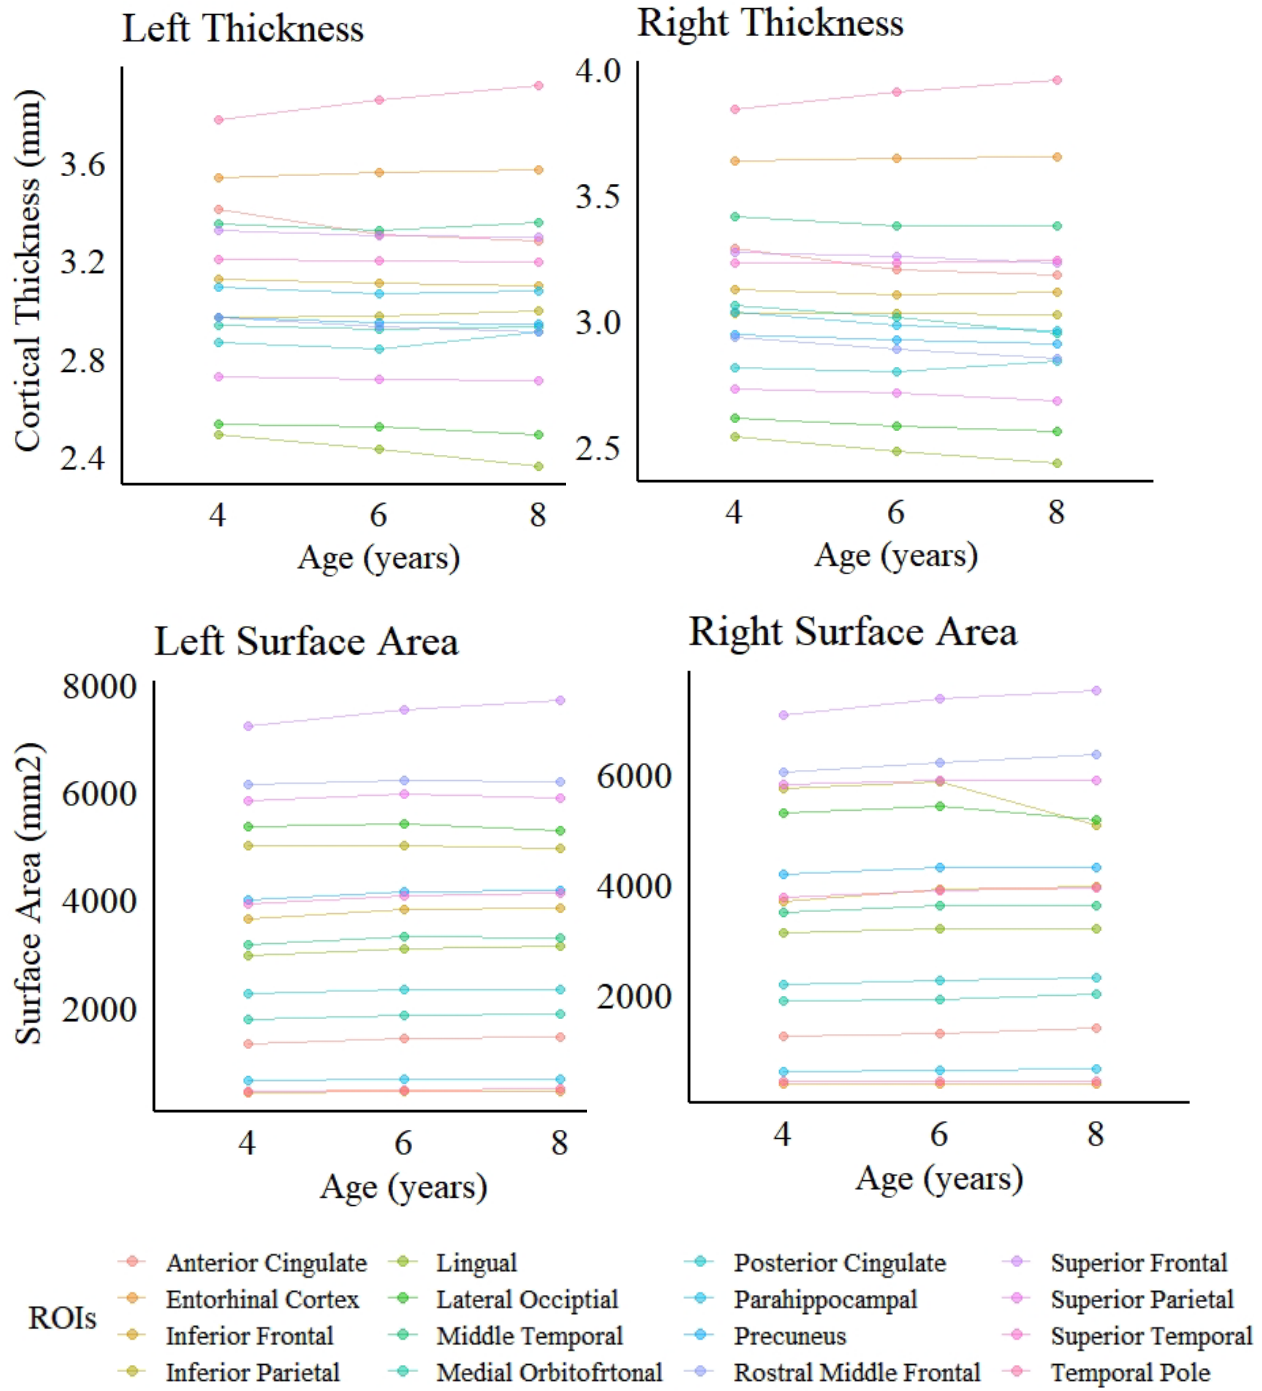 Left Thickness
Right Thickness
Cortical Thickness (mm)
3.6
3.2
2.8
2.4
4 6 8
Age (years)
4.0
3.5
3.0
2.5
4 6 8
Age (years)
Left Surface Area
Right Surface Area
Surface Area (mm2)
8000
6000
4000
2000
4 6 8
Age (years)
6000
4000
2000
4 6 8
Age (years)
ROIs
Anterior Cingulate
Entorhinal Cortex
Inferior Frontal
Inferior Parietal
Lingual
Lateral Occiptial
Middle Temporal
Medial Orbitofrtonal
Posterior Cingulate
Parahippocampal
Precuneus
Rostral Middle Frontal
Superior Frontal
Superior Parietal
Superior Temporal
Temporal Pole